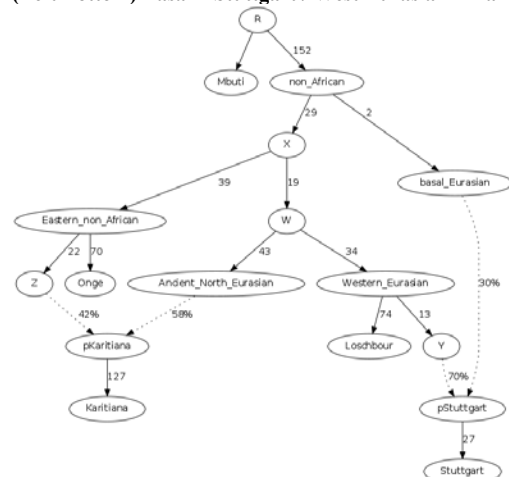 R
152
Mbuti
non_African
29
2
X
39
19
basal_Eurasian
Eastern_non_African
W
22
70
43
34
30%
Z
Onge
Ancient_North_Eurasian
Western_Eurasian
42%
58%
74
13
pKaritiana
Loschbour
Y
127
70%
Karitiana
pStuttgart
27
Stuttgart